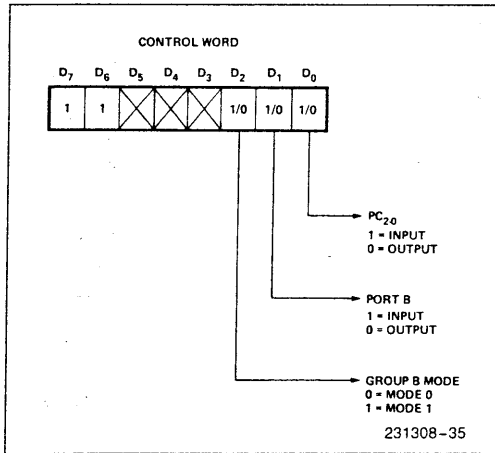 CONTROL WORD
D7 D6 D5 D4 D3 D2 D1 D0
1 1 1/0 1/0 1/0
PC2-0
1 = INPUT
0 = OUTPUT
PORT B
1 = INPUT
0 = OUTPUT
GROUP B MODE
0 = MODE 0
1 = MODE 1
231308-35